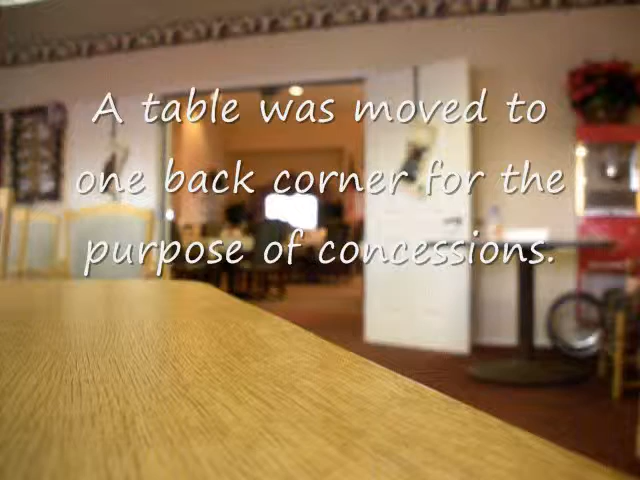 A table was moved to
one back corner for the
purpose of concessions.